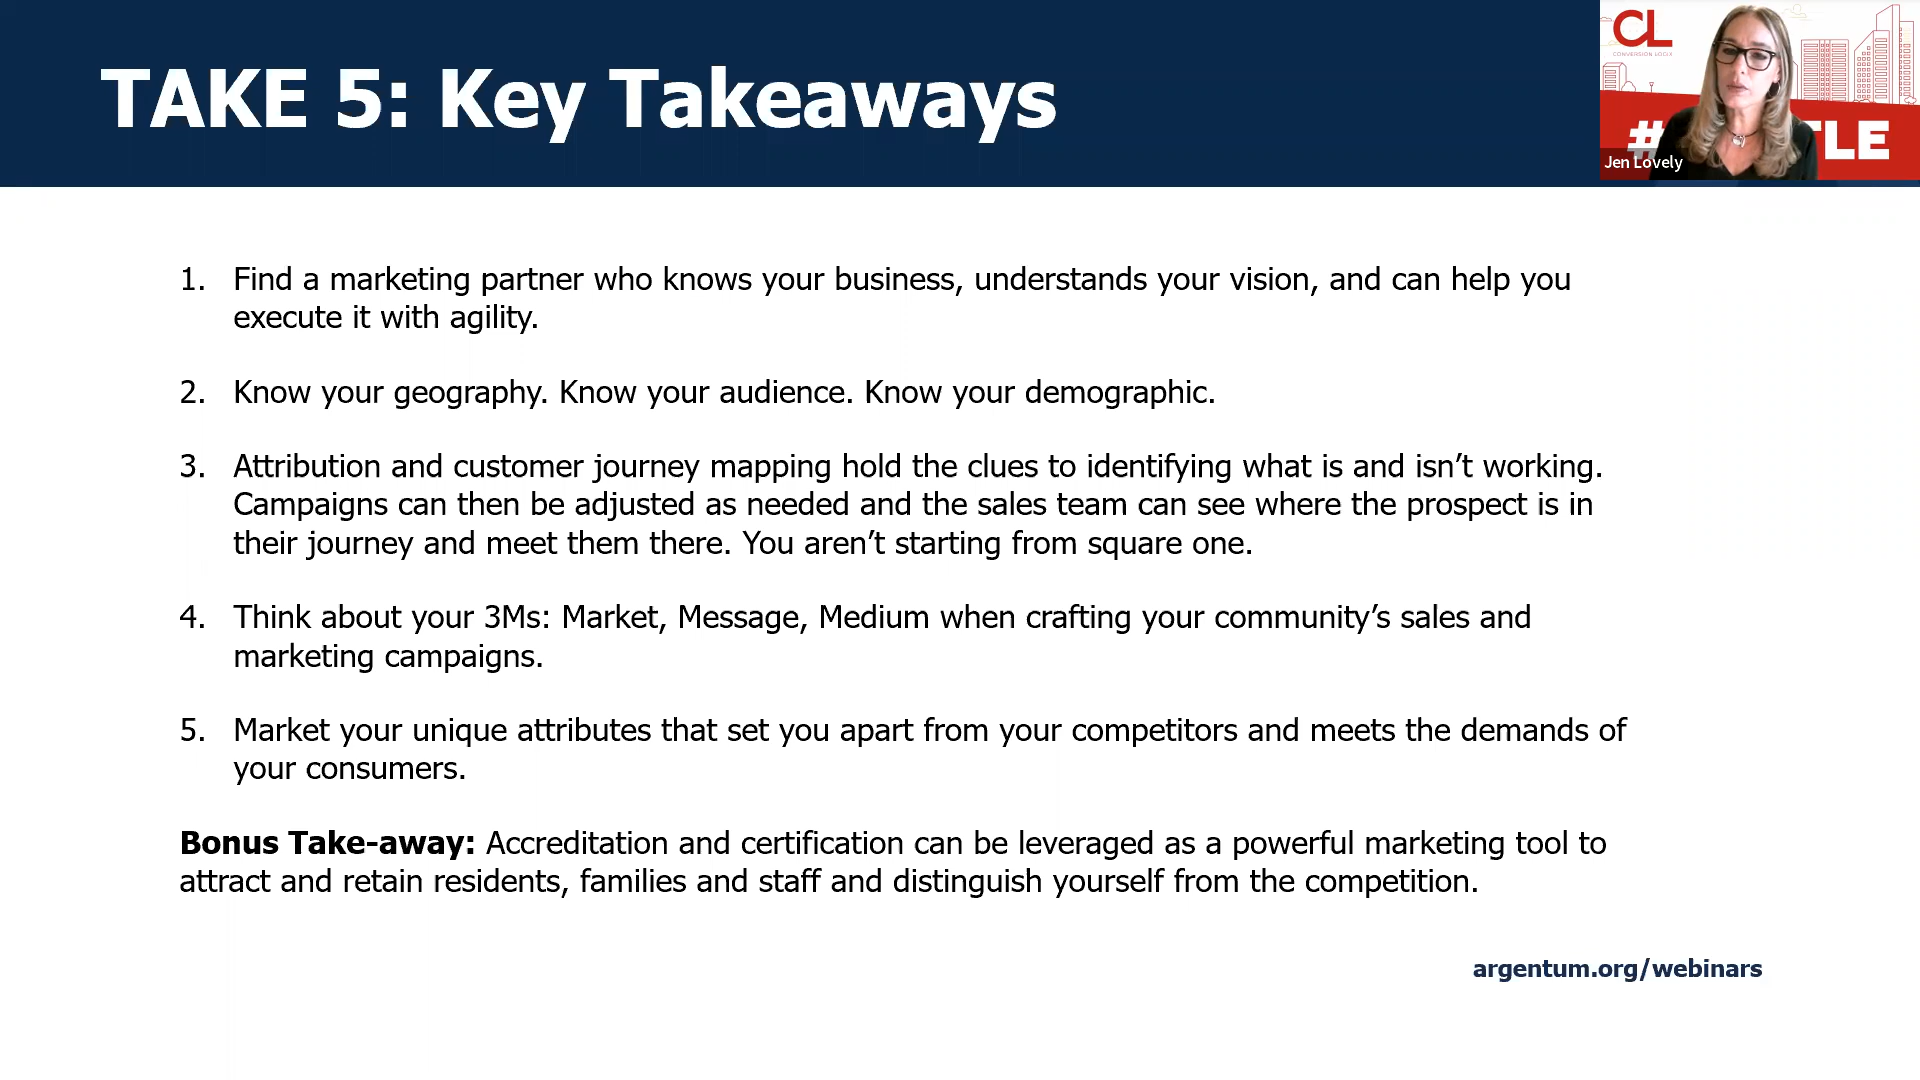 TAKE 5: Key Takeaways
CL
CONVERSION LOGIX
#
TLE
Jen Lovely
1. Find a marketing partner who knows your business, understands your vision, and can help you
execute it with agility.
2. Know your geography. Know your audience. Know your demographic.
3. Attribution and customer journey mapping hold the clues to identifying what is and isn’t working.
Campaigns can then be adjusted as needed and the sales team can see where the prospect is in
their journey and meet them there. You aren’t starting from square one.
4. Think about your 3Ms: Market, Message, Medium when crafting your community’s sales and
marketing campaigns.
5. Market your unique attributes that set you apart from your competitors and meets the demands of
your consumers.
Bonus Take-away: Accreditation and certification can be leveraged as a powerful marketing tool to
attract and retain residents, families and staff and distinguish yourself from the competition.
argentum.org/webinars